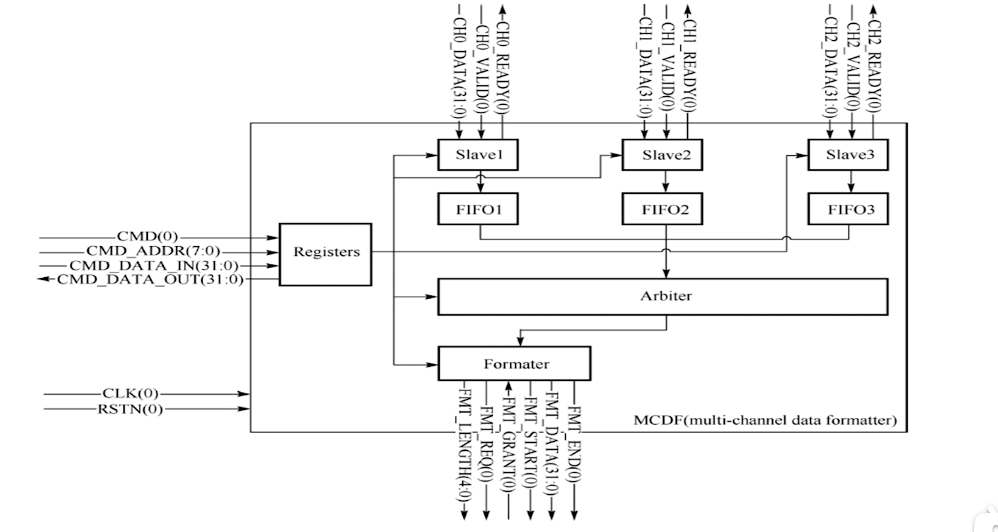 CH0_DATA(31:0)
CH0_VALID(0)
CH0_READY(0)
CH1_DATA(31:0)
CH1_VALID(0)
CH1_READY(0)
CH2_DATA(31:0)
CH2_VALID(0)
CH2_READY(0)
Slave1
Slave2
Slave3
FIFO1
FIFO2
FIFO3
CMD(0)
CMD_ADDR(7:0)
CMD_DATA_IN(31:0)
CMD_DATA_OUT(31:0)
Registers
Arbiter
Formater
CLK(0)
RSTN(0)
MCDF(multi-channel data formatter)
FMT_LENGTH(4:0)
FMT_REQ(0)
FMT_GRANT(0)
FMT_START(0)
FMT_DATA(31:0)
FMT_END(0)